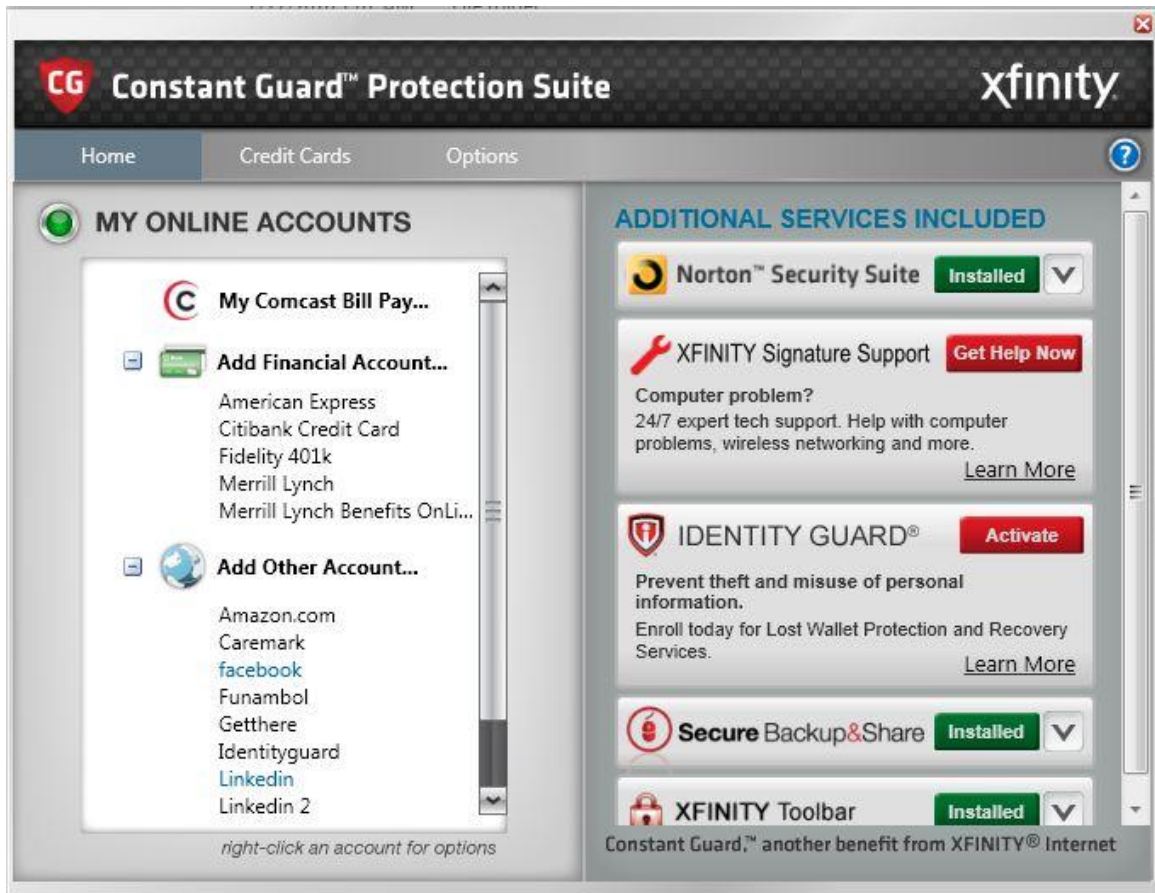 CG Constant Guard™ Protection Suite
xfinity
Home Credit Cards Options ?
MY ONLINE ACCOUNTS
C My Comcast Bill Pay...
Add Financial Account...
American Express
Citibank Credit Card
Fidelity 401k
Merrill Lynch
Merrill Lynch Benefits OnLi...
Add Other Account...
Amazon.com
Caremark
facebook
Funambol
Getthere
Identityguard
Linkedin
Linkedin 2
right-click an account for options
ADDITIONAL SERVICES INCLUDED
Norton™ Security Suite Installed
XFINITY Signature Support Get Help Now
Computer problem?
24/7 expert tech support. Help with computer
problems, wireless networking and more.
Learn More
IDENTITY GUARD® Activate
Prevent theft and misuse of personal
information.
Enroll today for Lost Wallet Protection and Recovery
Services.
Learn More
Secure Backup&Share Installed
XFINITY Toolbar Installed
Constant Guard,™ another benefit from XFINITY® Internet